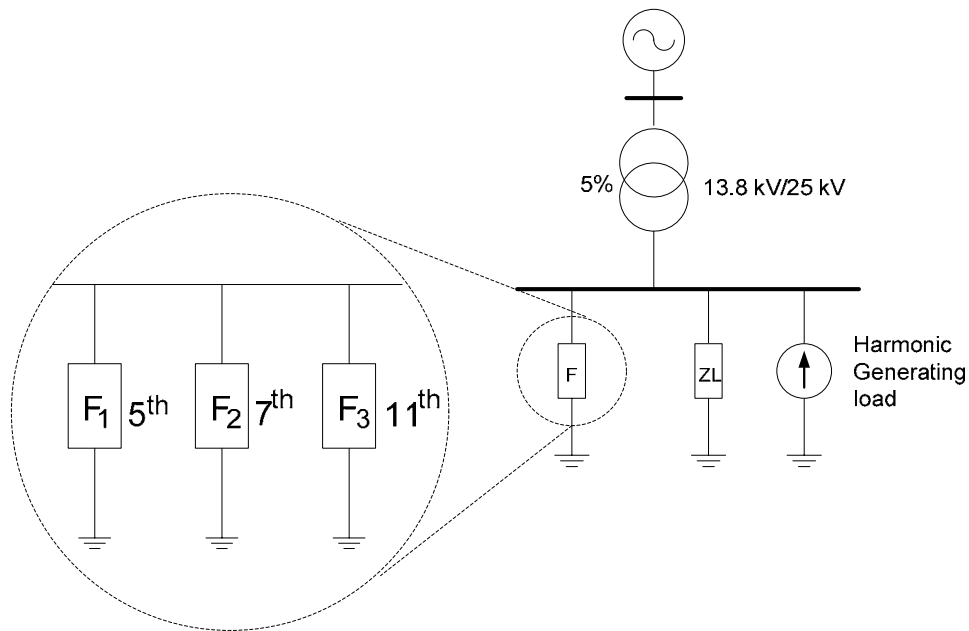 5%
13.8 kV/25 kV
F₁ 5ᵗʰ
F₂ 7ᵗʰ
F₃ 11ᵗʰ
F
ZL
Harmonic
Generating
load